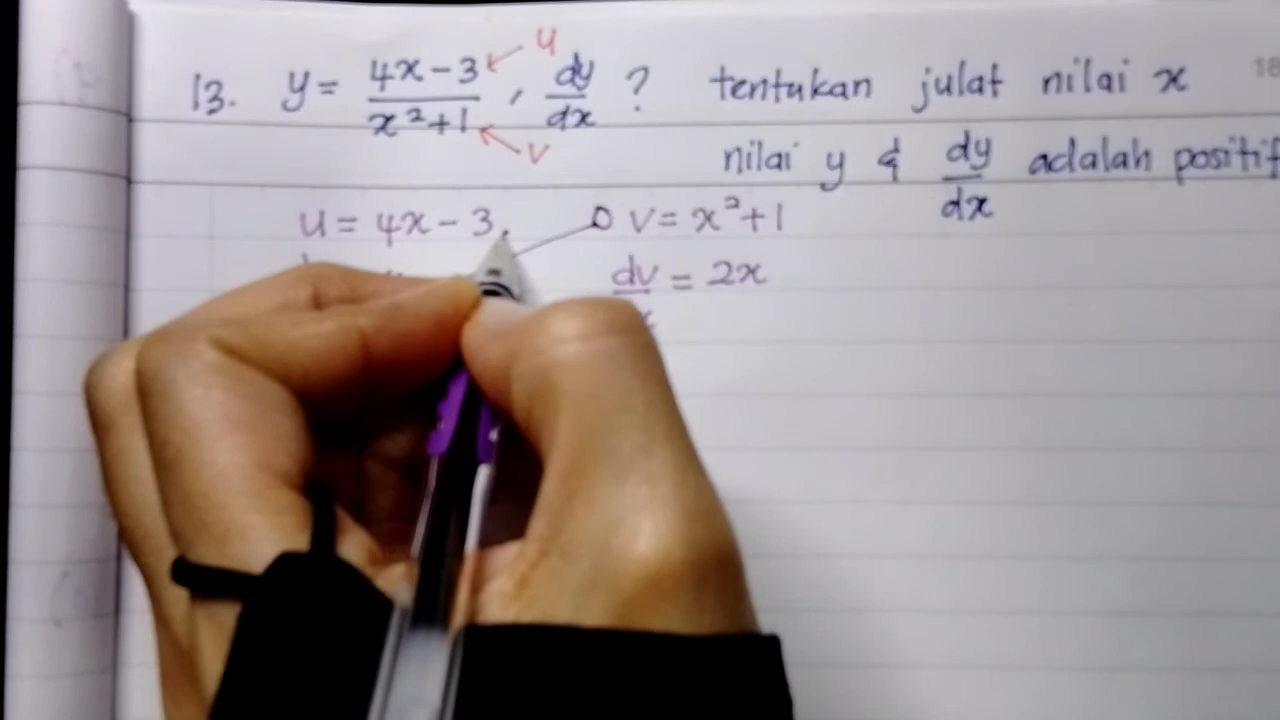 13. y = (4x - 3)/(x² + 1) , dy/dx ? tentukan julat nilai x
u
v
nilai y & dy/dx adalah positif
u = 4x - 3 v = x² + 1
dv/dx = 2x
18